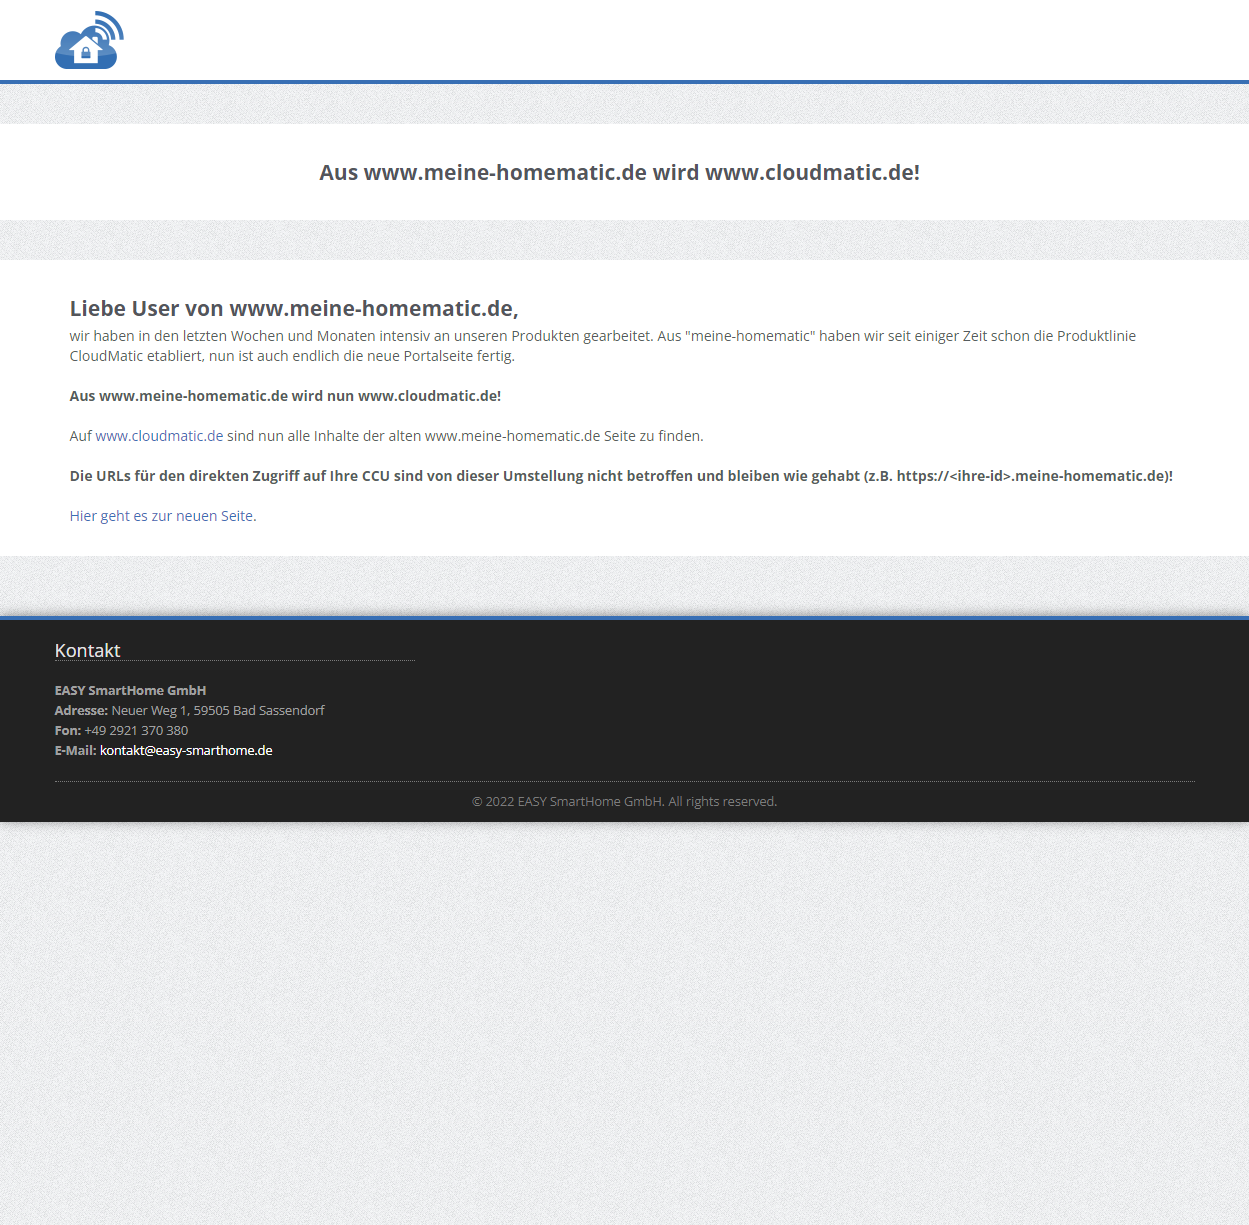 Aus www.meine-homematic.de wird www.cloudmatic.de!
Liebe User von www.meine-homematic.de,
wir haben in den letzten Wochen und Monaten intensiv an unseren Produkten gearbeitet. Aus "meine-homematic" haben wir seit einiger Zeit schon die Produktlinie
CloudMatic etabliert, nun ist auch endlich die neue Portalseite fertig.
Aus www.meine-homematic.de wird nun www.cloudmatic.de!
Auf www.cloudmatic.de sind nun alle Inhalte der alten www.meine-homematic.de Seite zu finden.
Die URLs für den direkten Zugriff auf Ihre CCU sind von dieser Umstellung nicht betroffen und bleiben wie gehabt (z.B. https://<ihre-id>.meine-homematic.de)!
Hier geht es zur neuen Seite.
Kontakt
EASY SmartHome GmbH
Adresse: Neuer Weg 1, 59505 Bad Sassendorf
Fon: +49 2921 370 380
E-Mail: kontakt@easy-smarthome.de
© 2022 EASY SmartHome GmbH. All rights reserved.